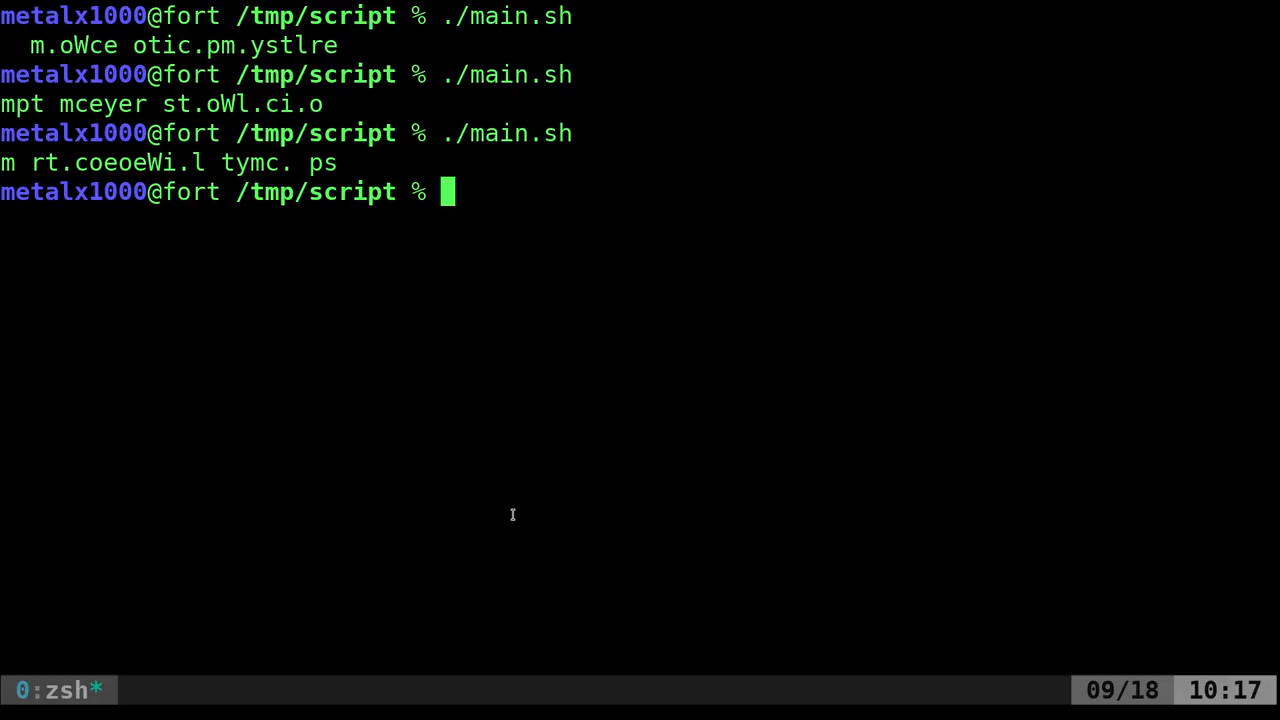 metalx1000@fort /tmp/script % ./main.sh
  m.oWce otic.pm.ystlre
metalx1000@fort /tmp/script % ./main.sh
mpt mceyer st.oWl.ci.o
metalx1000@fort /tmp/script % ./main.sh
m rt.coeoeWi.l tymc. ps
metalx1000@fort /tmp/script %
0:zsh* 09/18 10:17